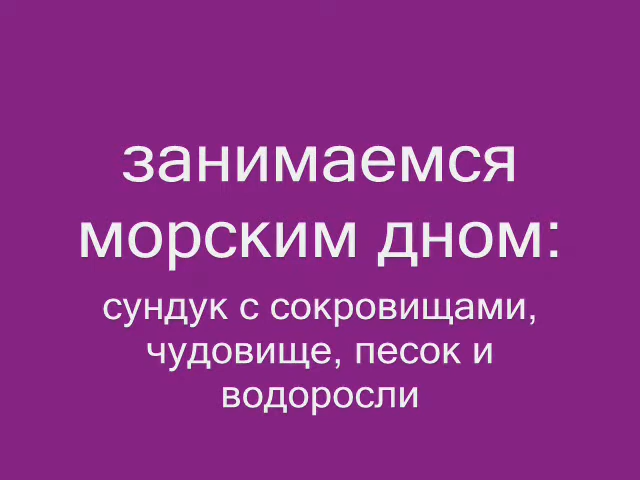 занимаемся
морским дном:
сундук с сокровищами,
чудовище, песок и
водоросли